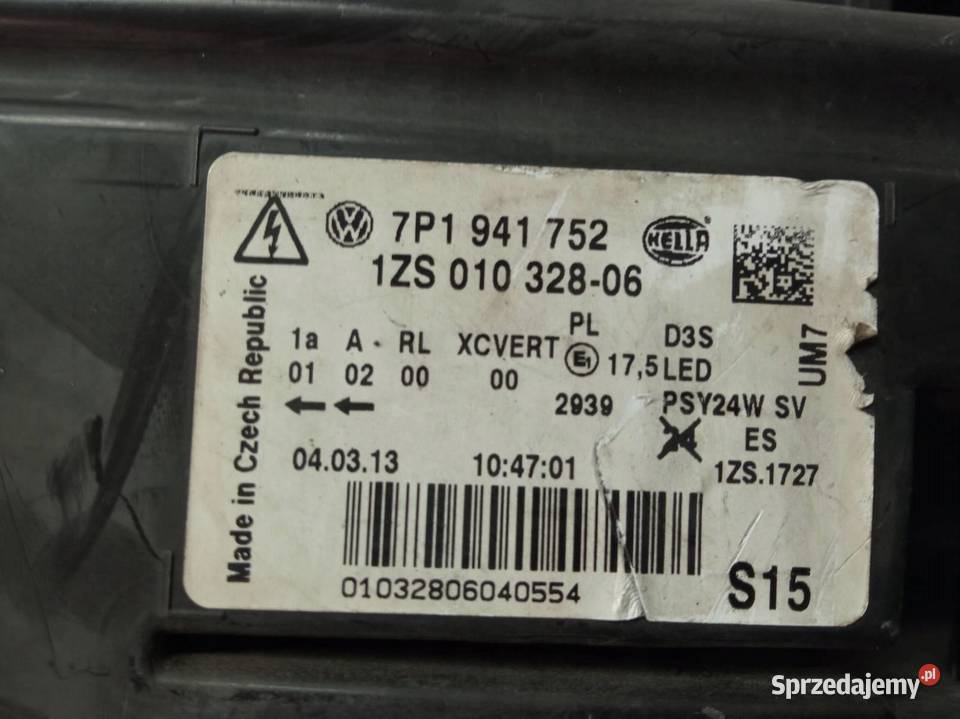 7P1 941 752
HELLA
1ZS 010 328-06
Made in Czech Republic
1a A RL XCVERT PL D3S
01 02 00 00 E1 17,5 LED
2939 PSY24W SV
24 ES
04.03.13 10:47:01 1ZS.1727
UM7
01032806040554
S15
Sprzedajemy.pl